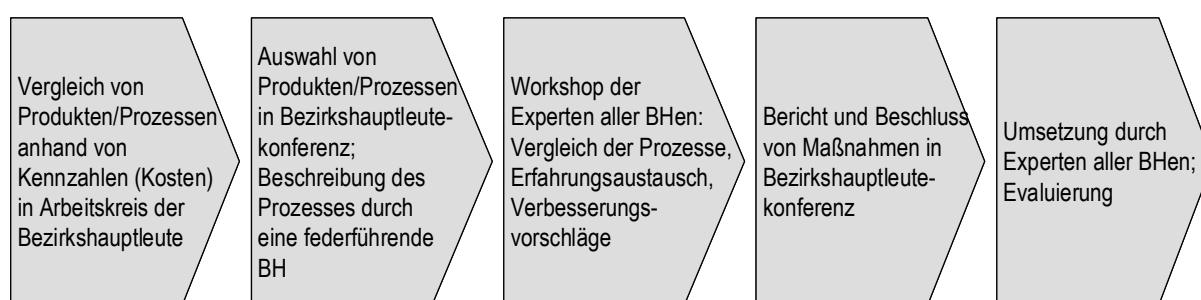 Vergleich von
Produkten/Prozessen
anhand von
Kennzahlen (Kosten)
in Arbeitskreis der
Bezirkshauptleute
Auswahl von
Produkten/Prozessen
in Bezirkshauptleute-
konferenz;
Beschreibung des
Prozesses durch
eine federführende
BH
Workshop der
Experten aller BHen:
Vergleich der Prozesse,
Erfahrungsaustausch,
Verbesserungs-
vorschläge
Bericht und Beschluss
von Maßnahmen in
Bezirkshauptleute-
konferenz
Umsetzung durch
Experten aller BHen;
Evaluierung